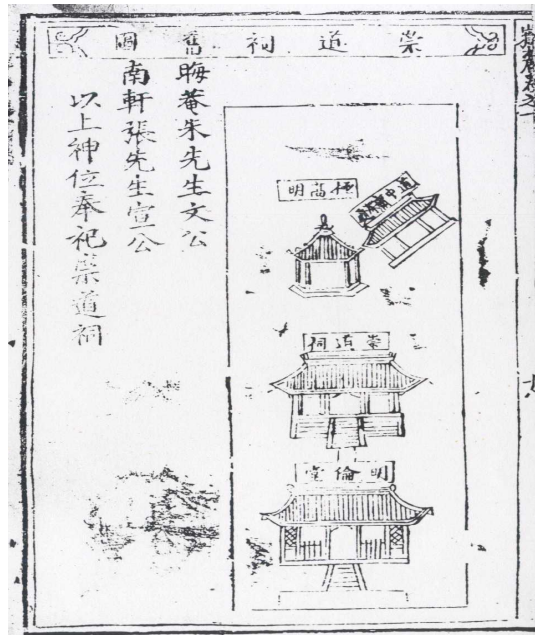 崇道祠舊圖
道中庸
極高明
崇道祠
明倫堂
晦菴朱先生文公
南軒張先生宣公
以上神位奉祀崇道祠